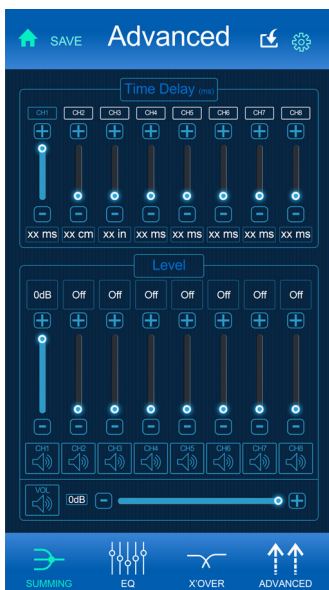 SAVE Advanced
Time Delay (ms)
CH1 CH2 CH3 CH4 CH5 CH6 CH7 CH8
xx ms xx cm xx in xx ms xx ms xx ms xx ms xx ms
Level
0dB Off Off Off Off Off Off Off
CH1 CH2 CH3 CH4 CH5 CH6 CH7 CH8
VOL
0dB
SUMMING EQ X'OVER ADVANCED